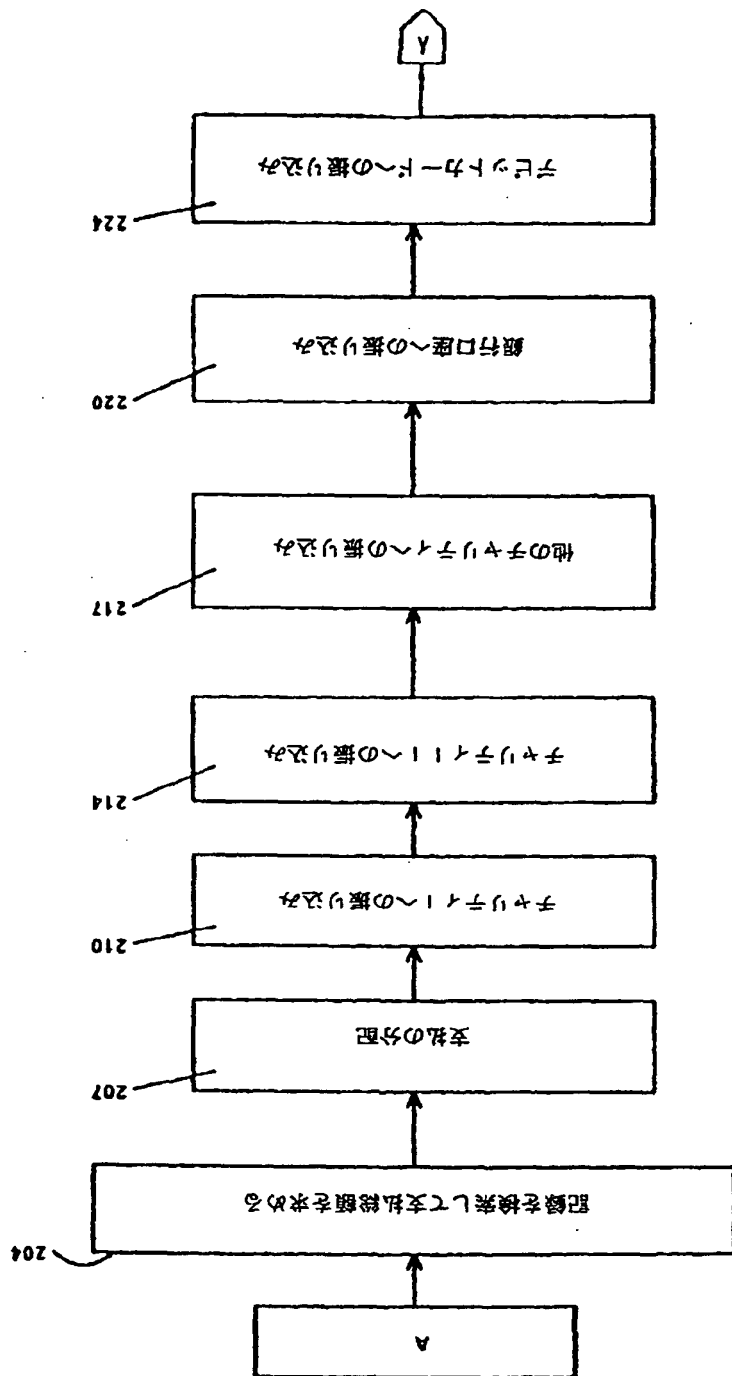 A
204
記録を検索して支払総額を求める
207
支払の分配
210
チャリティIへの振り込み
214
チャリティIIへの振り込み
217
他のチャリティへの振り込み
220
銀行口座への振り込み
224
デビットカードへの振り込み
Y